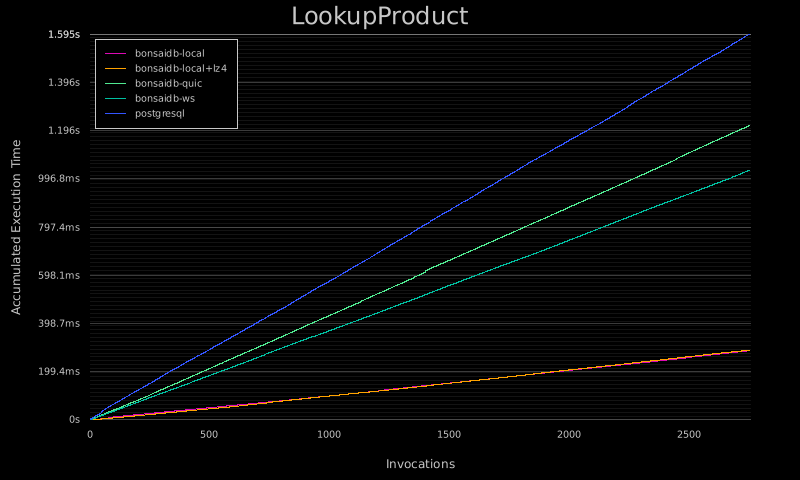 LookupProduct
1.595s
bonsaidb-local
bonsaidb-local+lz4
1.396s
bonsaidb-quic
bonsaidb-ws
postgresql
1.196s
996.8ms
797.4ms
598.1ms
398.7ms
199.4ms
0s
Accumulated Execution Time
0 500 1000 1500 2000 2500
Invocations